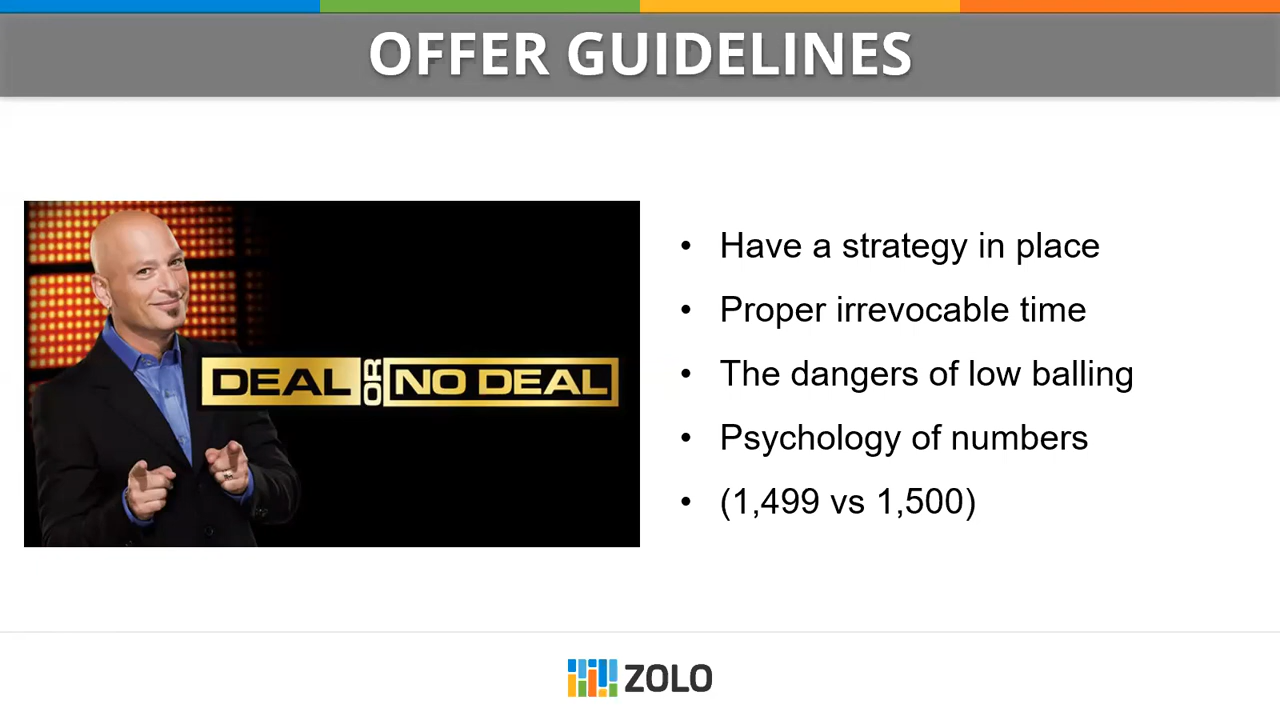 OFFER GUIDELINES
DEAL OR NO DEAL
• Have a strategy in place
• Proper irrevocable time
• The dangers of low balling
• Psychology of numbers
• (1,499 vs 1,500)
ZOLO